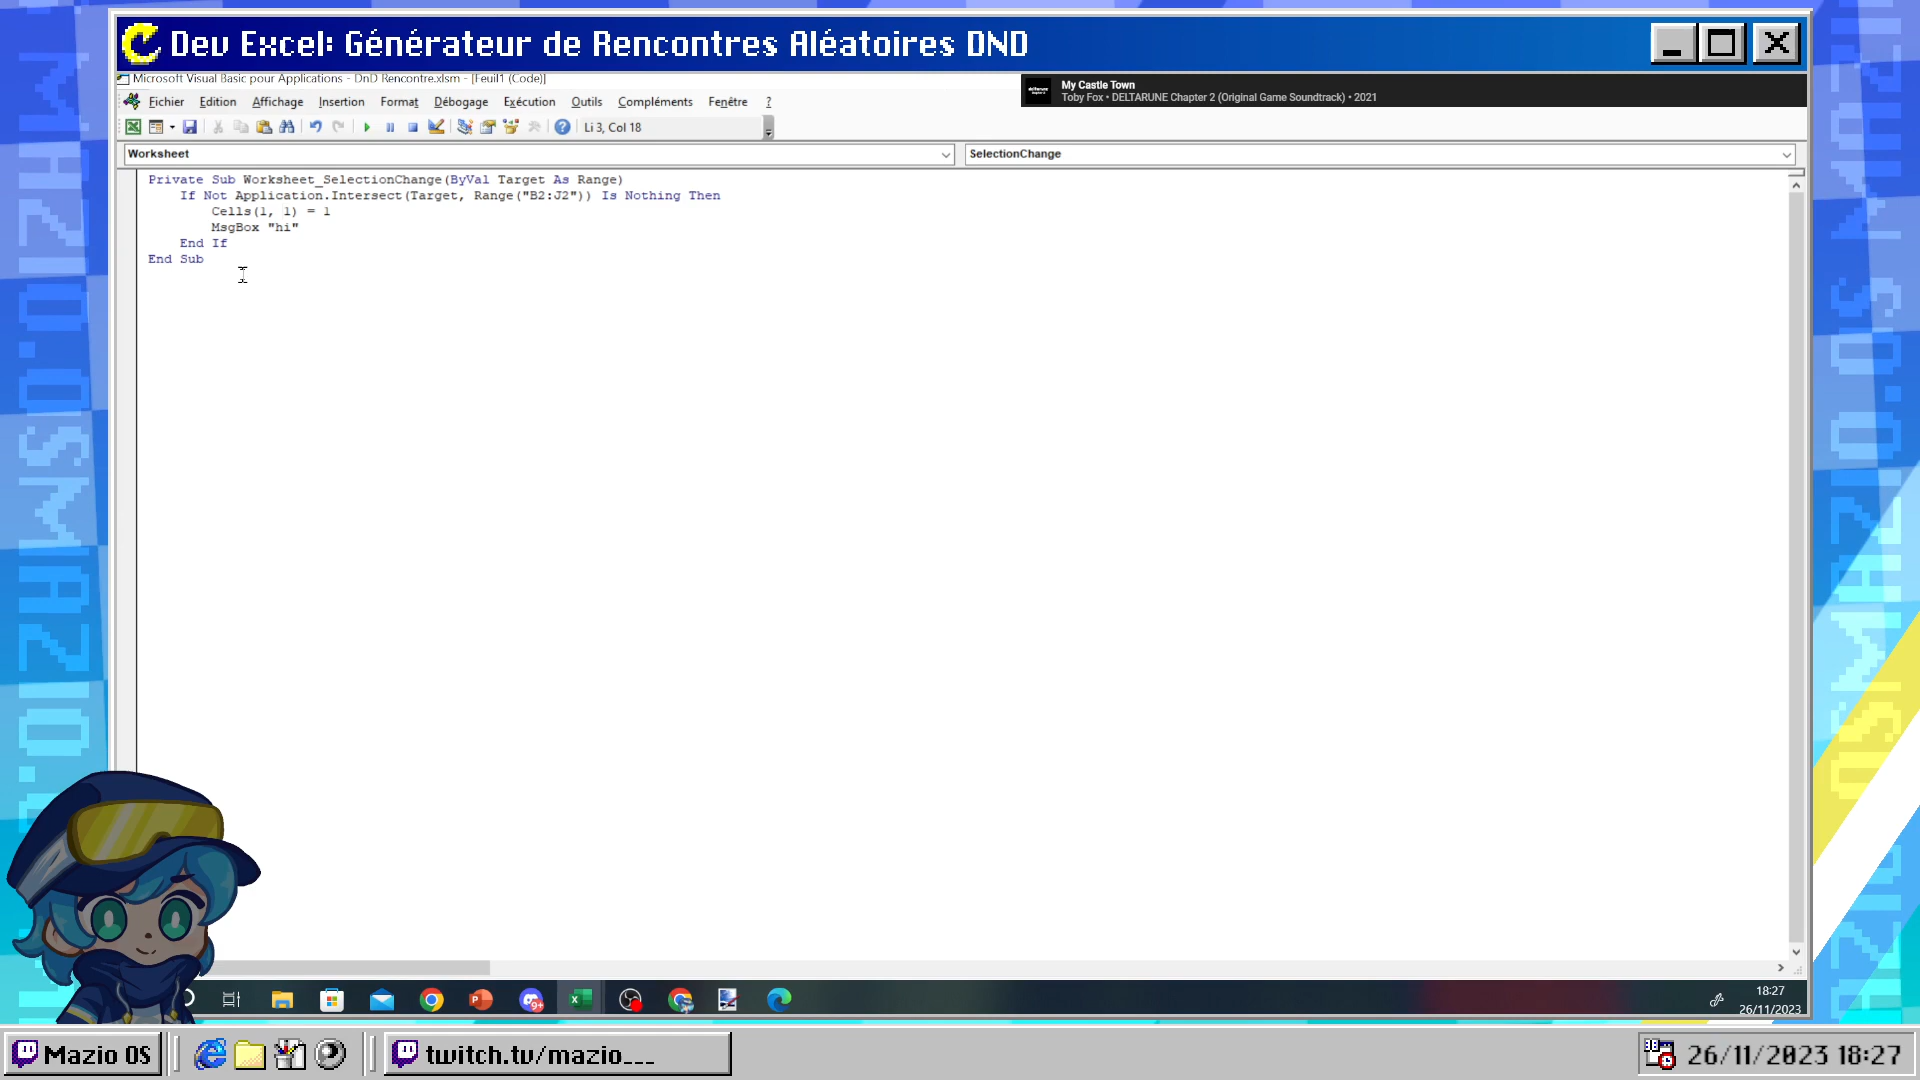 Dev Excel: Générateur de Rencontres Aléatoires DND
Microsoft Visual Basic pour Applications - DnD Rencontre.xlsm - [Feuil1 (Code)]
My Castle Town
Toby Fox • DELTARUNE Chapter 2 (Original Game Soundtrack) • 2021
Fichier Edition Affichage Insertion Format Débogage Exécution Outils Compléments Fenêtre ?
Li 3, Col 18
Worksheet
SelectionChange
Private Sub Worksheet_SelectionChange(ByVal Target As Range)
If Not Application.Intersect(Target, Range("B2:J2")) Is Nothing Then
Cells(1, 1) = 1
MsgBox "hi"
End If
End Sub
18:27
26/11/2023
Mazio OS
twitch.tv/mazio___
26/11/2023 18:27